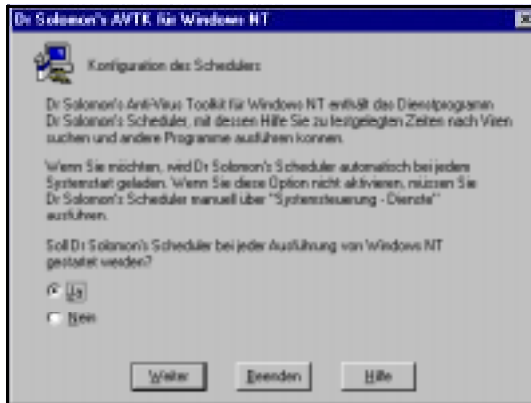 Dr Solomon's AVTK für Windows NT
Konfiguration des Schedulers
Dr Solomon's Anti-Virus Toolkit für Windows NT enthält das Dienstprogramm
Dr Solomon's Scheduler, mit dessen Hilfe Sie zu festgelegten Zeiten nach Viren
suchen und andere Programme ausführen können.
Wenn Sie möchten, wird Dr Solomon's Scheduler automatisch bei jedem
Systemstart geladen. Wenn Sie diese Option nicht aktivieren, müssen Sie
Dr Solomon's Scheduler manuell über "Systemsteuerung - Dienste"
ausführen.
Soll Dr Solomon's Scheduler bei jeder Ausführung von Windows NT
gestartet werden?
Ja
Nein
Weiter Beenden Hilfe